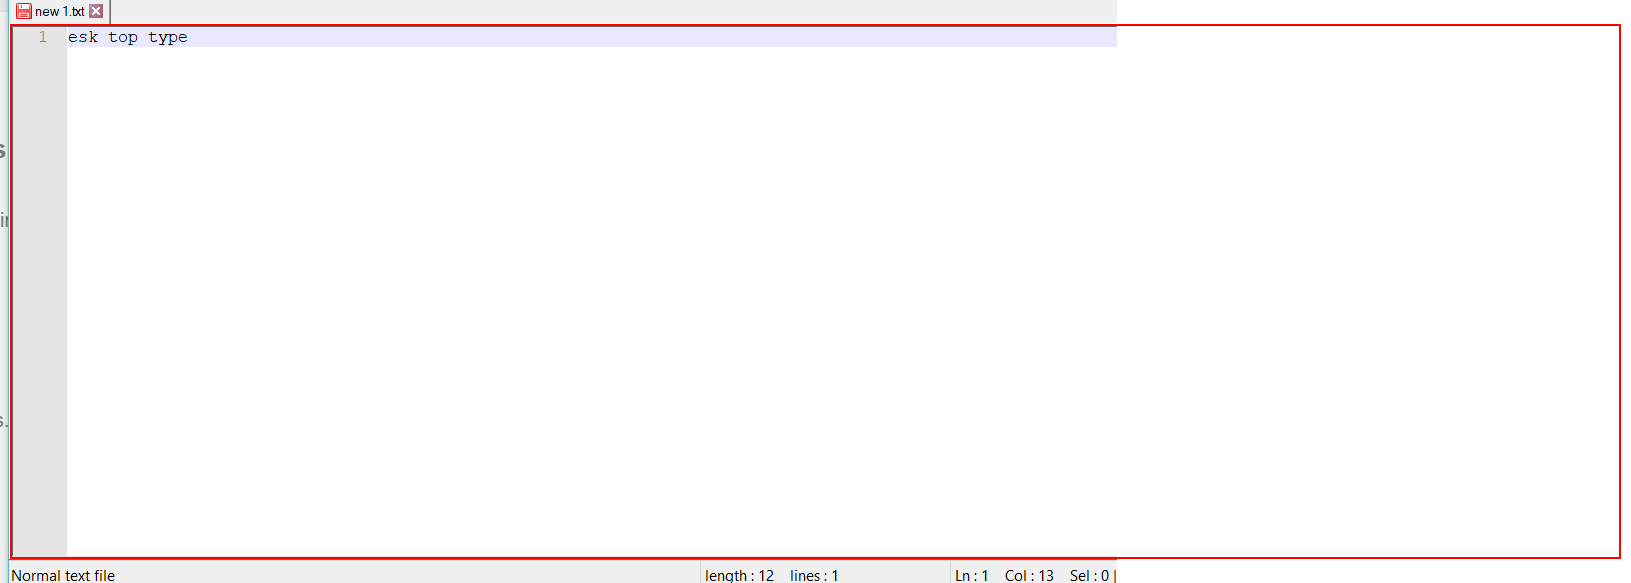 new 1.txt
1 esk top type
s
s.
Normal text file length : 12 lines : 1 Ln : 1 Col : 13 Sel : 0 |